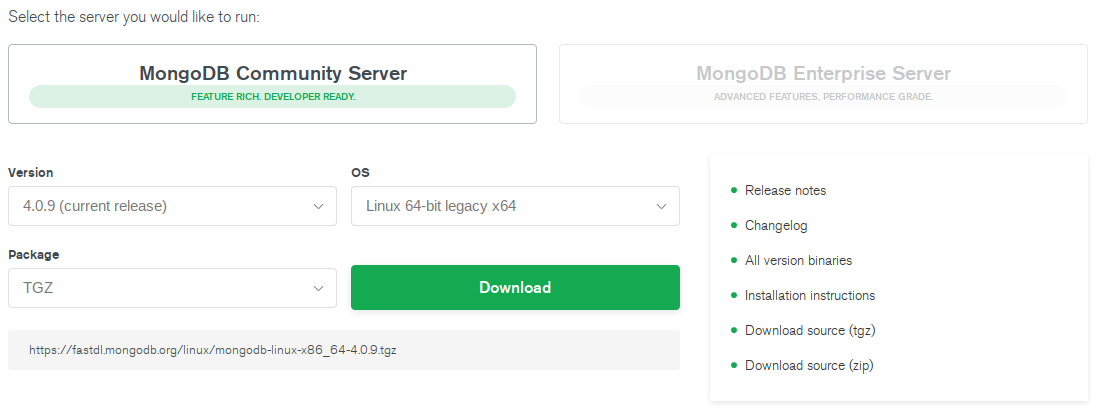 Select the server you would like to run:
MongoDB Community Server
FEATURE RICH. DEVELOPER READY.
MongoDB Enterprise Server
ADVANCED FEATURES. PERFORMANCE GRADE.
Version
4.0.9 (current release)
OS
Linux 64-bit legacy x64
Package
TGZ
Download
https://fastdl.mongodb.org/linux/mongodb-linux-x86_64-4.0.9.tgz
Release notes
Changelog
All version binaries
Installation instructions
Download source (tgz)
Download source (zip)